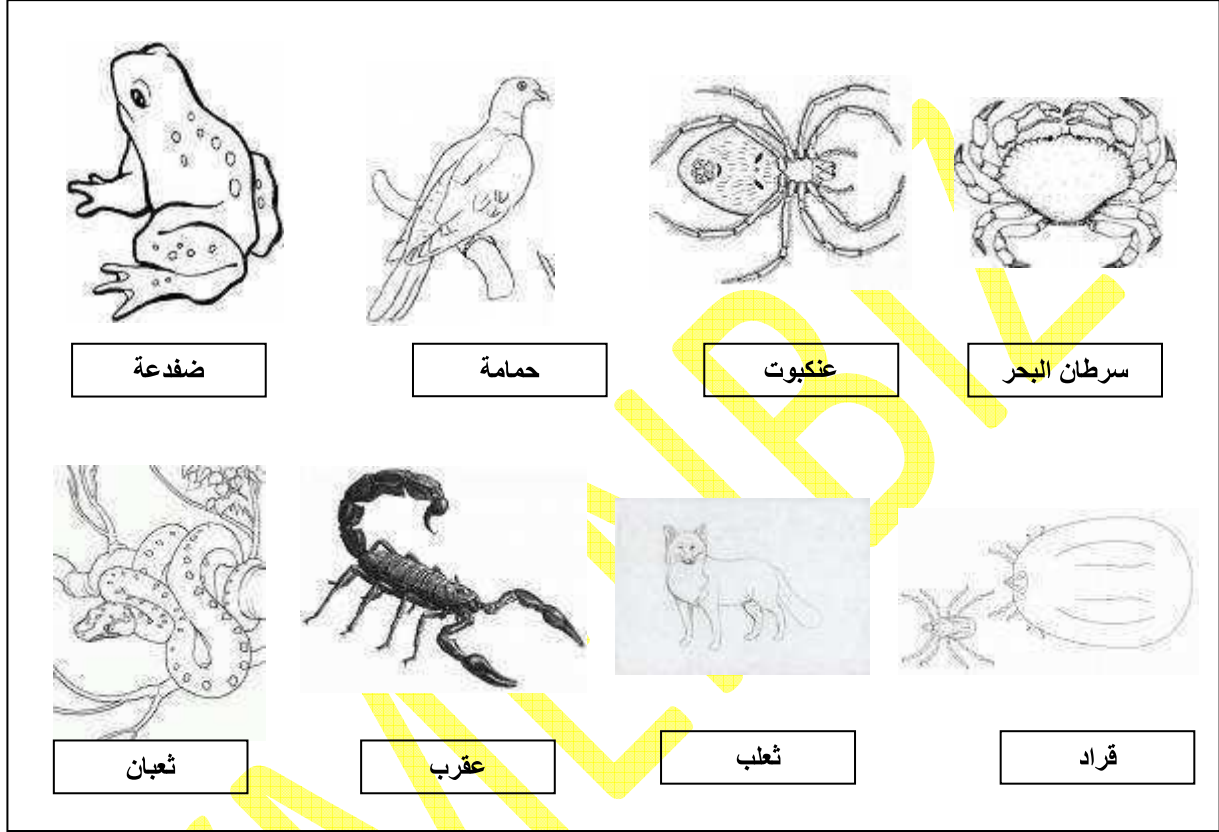 سرطان البحر
عنكبوت
حمامة
ضفدعة
قراد
ثعلب
عقرب
ثعبان